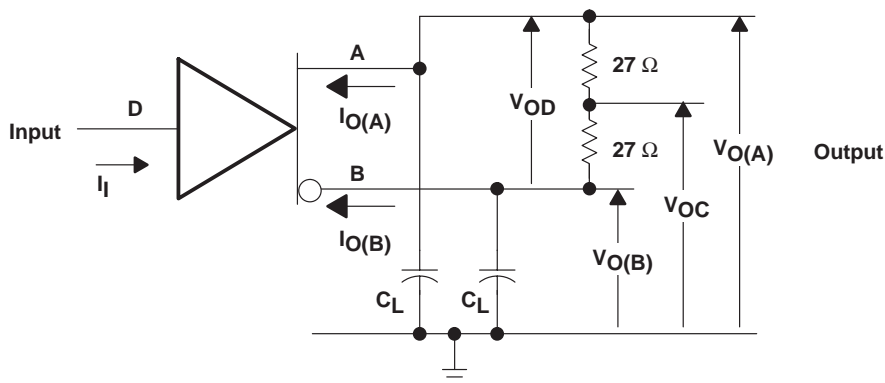 A
27 Ω
D
I_O(A)
V_OD
Input
27 Ω
V_O(A)
Output
I_I
B
V_OC
I_O(B)
V_O(B)
C_L
C_L